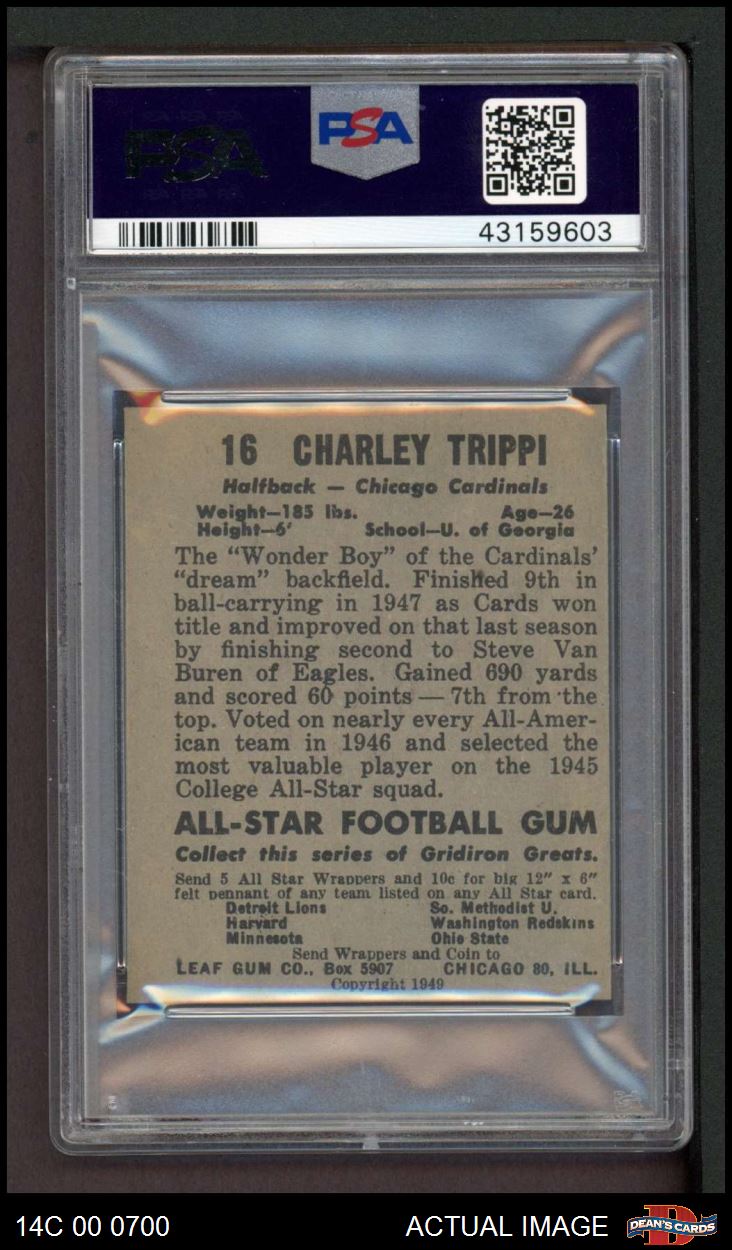 PSA
PSA
43159603
16 CHARLEY TRIPPI
Halfback — Chicago Cardinals
Weight—185 lbs. Age—26
Height—6' School—U. of Georgia
The "Wonder Boy" of the Cardinals'
"dream" backfield. Finished 9th in
ball-carrying in 1947 as Cards won
title and improved on that last season
by finishing second to Steve Van
Buren of Eagles. Gained 690 yards
and scored 60 points — 7th from the
top. Voted on nearly every All-Amer-
ican team in 1946 and selected the
most valuable player on the 1945
College All-Star squad.
ALL-STAR FOOTBALL GUM
Collect this series of Gridiron Greats.
Send 5 All Star Wrappers and 10c for big 12" x 6"
felt pennant of any team listed on any All Star card.
Detroit Lions So. Methodist U.
Harvard Washington Redskins
Minnesota Ohio State
Send Wrappers and Coin to
LEAF GUM CO., Box 5907 CHICAGO 80, ILL.
Copyright 1949
14C 00 0700 ACTUAL IMAGE DEAN'S CARDS